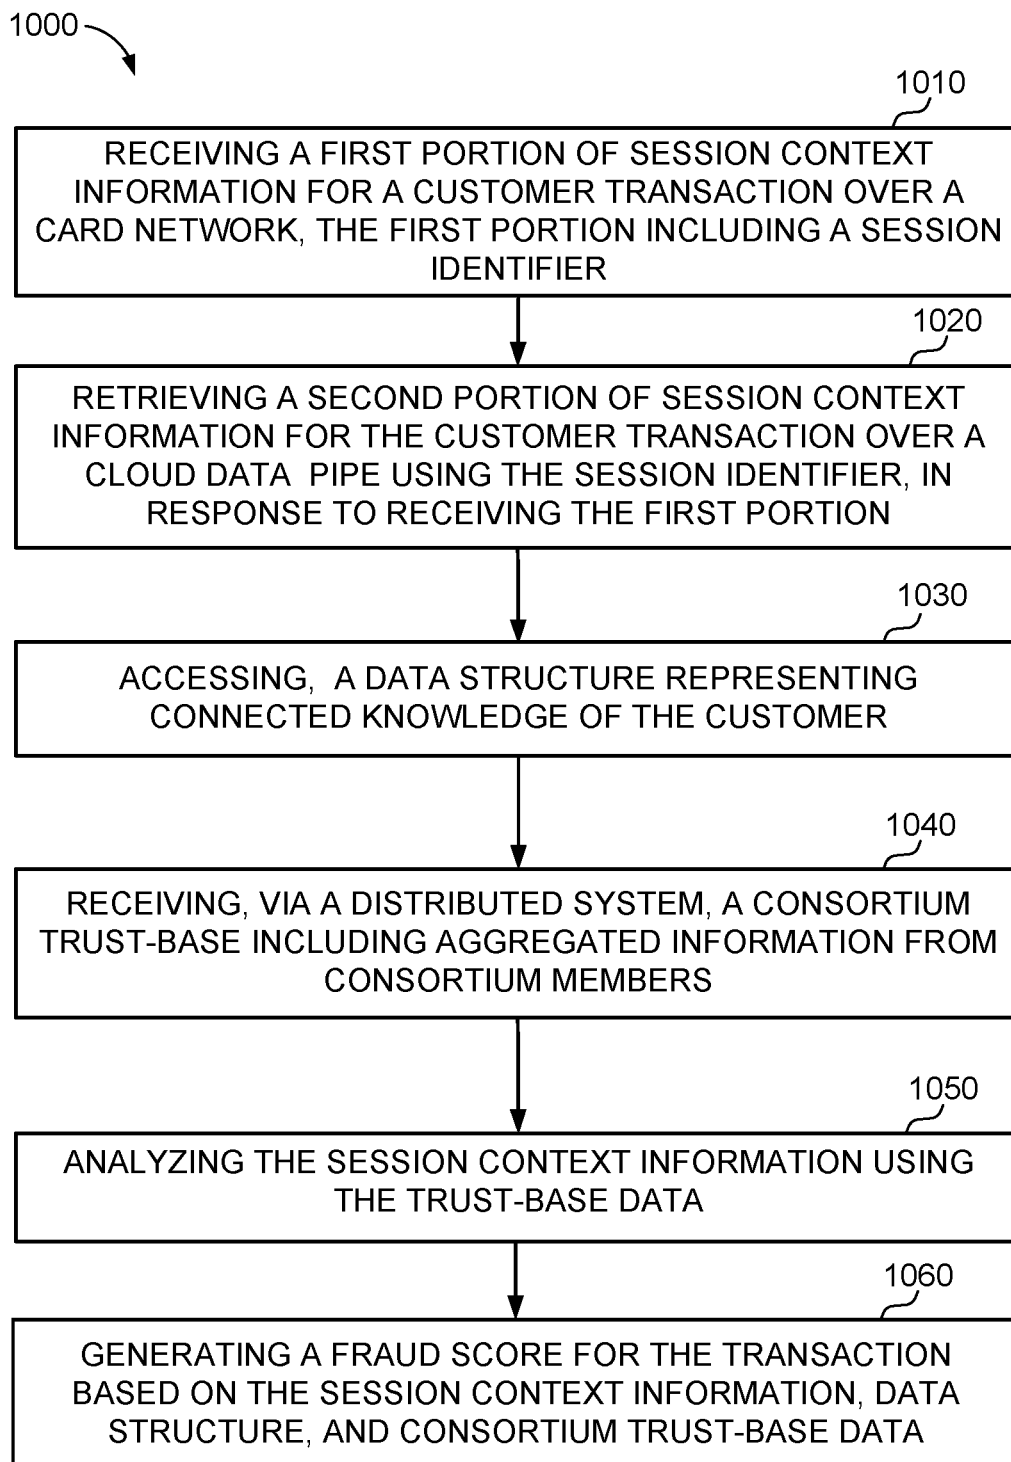 1000
1010
RECEIVING A FIRST PORTION OF SESSION CONTEXT
INFORMATION FOR A CUSTOMER TRANSACTION OVER A
CARD NETWORK, THE FIRST PORTION INCLUDING A SESSION
IDENTIFIER
1020
RETRIEVING A SECOND PORTION OF SESSION CONTEXT
INFORMATION FOR THE CUSTOMER TRANSACTION OVER A
CLOUD DATA PIPE USING THE SESSION IDENTIFIER, IN
RESPONSE TO RECEIVING THE FIRST PORTION
1030
ACCESSING, A DATA STRUCTURE REPRESENTING
CONNECTED KNOWLEDGE OF THE CUSTOMER
1040
RECEIVING, VIA A DISTRIBUTED SYSTEM, A CONSORTIUM
TRUST-BASE INCLUDING AGGREGATED INFORMATION FROM
CONSORTIUM MEMBERS
1050
ANALYZING THE SESSION CONTEXT INFORMATION USING
THE TRUST-BASE DATA
1060
GENERATING A FRAUD SCORE FOR THE TRANSACTION
BASED ON THE SESSION CONTEXT INFORMATION, DATA
STRUCTURE, AND CONSORTIUM TRUST-BASE DATA